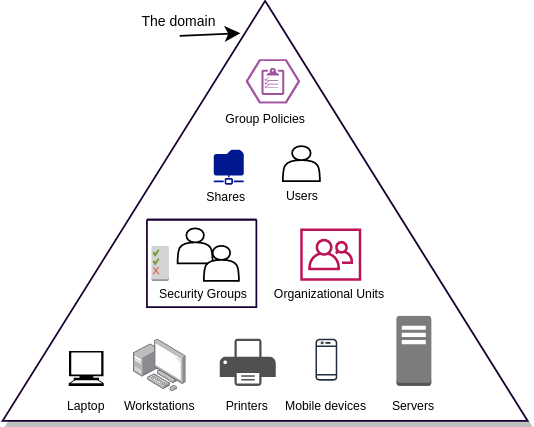 The domain
Group Policies
Shares
Users
Security Groups
Organizational Units
Laptop
Workstations
Printers
Mobile devices
Servers